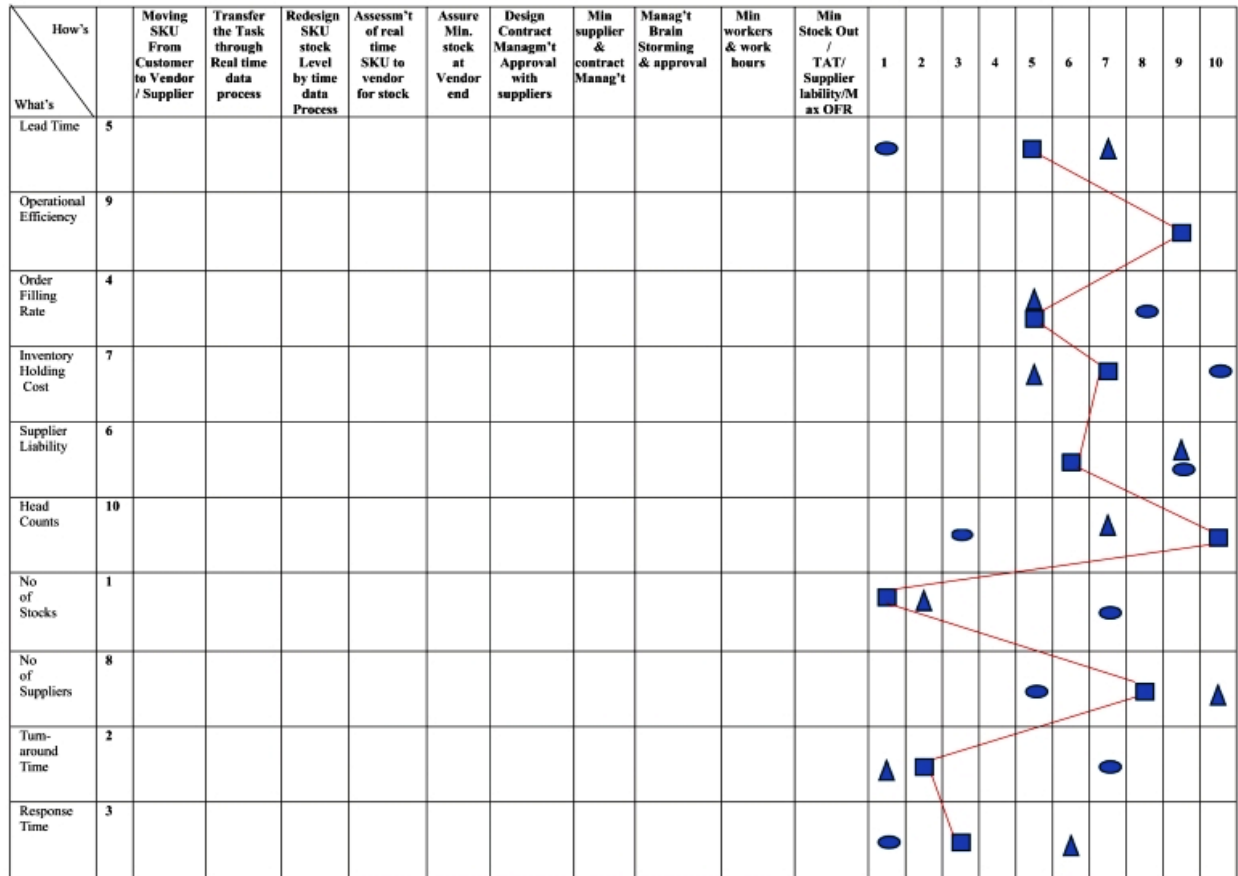 How's
What's
Moving
SKU
From
Customer
to Vendor
/ Supplier
Transfer
the Task
through
Real time
data
process
Redesign
SKU
stock
Level
by time
data
Process
Assessm't
of real
time
SKU to
vendor
for stock
Assure
Min.
stock
at
Vendor
end
Design
Contract
Managm't
Approval
with
suppliers
Min
supplier
&
contract
Manag't
Manag't
Brain
Storming
& approval
Min
workers
& work
hours
Min
Stock Out
/
TAT/
Supplier
lability/M
ax OFR
1 2 3 4 5 6 7 8 9 10
Lead Time 5
Operational 9
Efficiency
Order 4
Filling
Rate
Inventory 7
Holding
Cost
Supplier 6
Liability
Head 10
Counts
No 1
of
Stocks
No 8
of
Suppliers
Turn- 2
around
Time
Response 3
Time